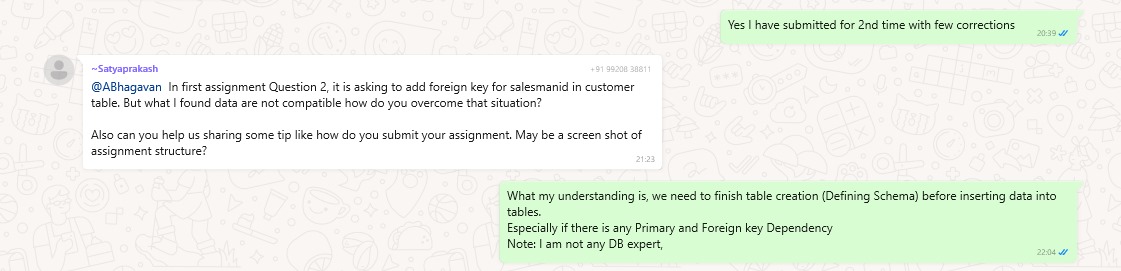 Yes I have submitted for 2nd time with few corrections
20:39
~Satyaprakash
+91 99208 38811
@ABhagavan In first assignment Question 2, it is asking to add foreign key for salesmanid in customer
table. But what I found data are not compatible how do you overcome that situation?
Also can you help us sharing some tip like how do you submit your assignment. May be a screen shot of
assignment structure?
21:23
What my understanding is, we need to finish table creation (Defining Schema) before inserting data into
tables.
Especially if there is any Primary and Foreign key Dependency
Note: I am not any DB expert,
22:04